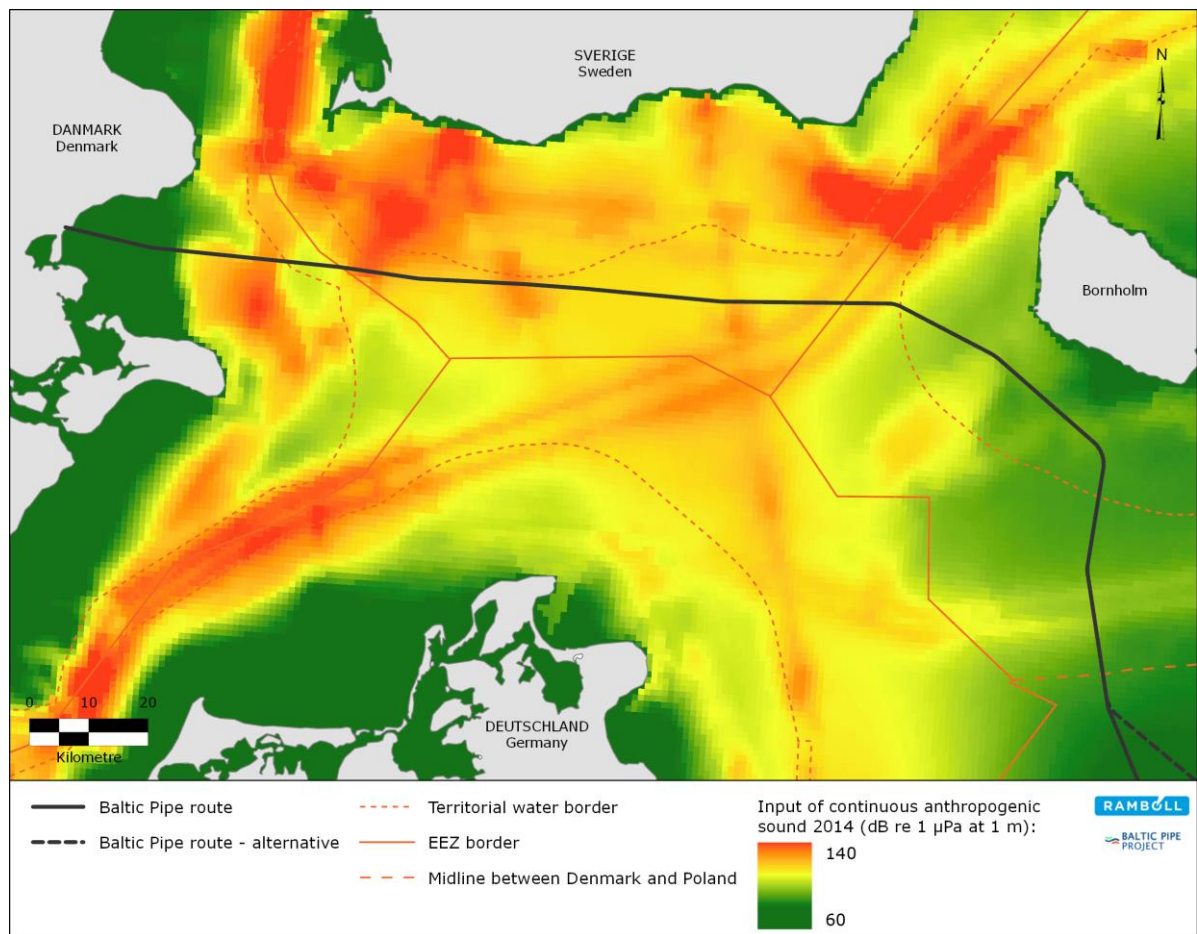 SVERIGE
Sweden
N
DANMARK
Denmark
Bornholm
0 10 20
Kilometre
DEUTSCHLAND
Germany
Baltic Pipe route
Baltic Pipe route - alternative
Territorial water border
EEZ border
Midline between Denmark and Poland
Input of continuous anthropogenic
sound 2014 (dB re 1 µPa at 1 m):
140
60
RAMBOLL
BALTIC PIPE
PROJECT